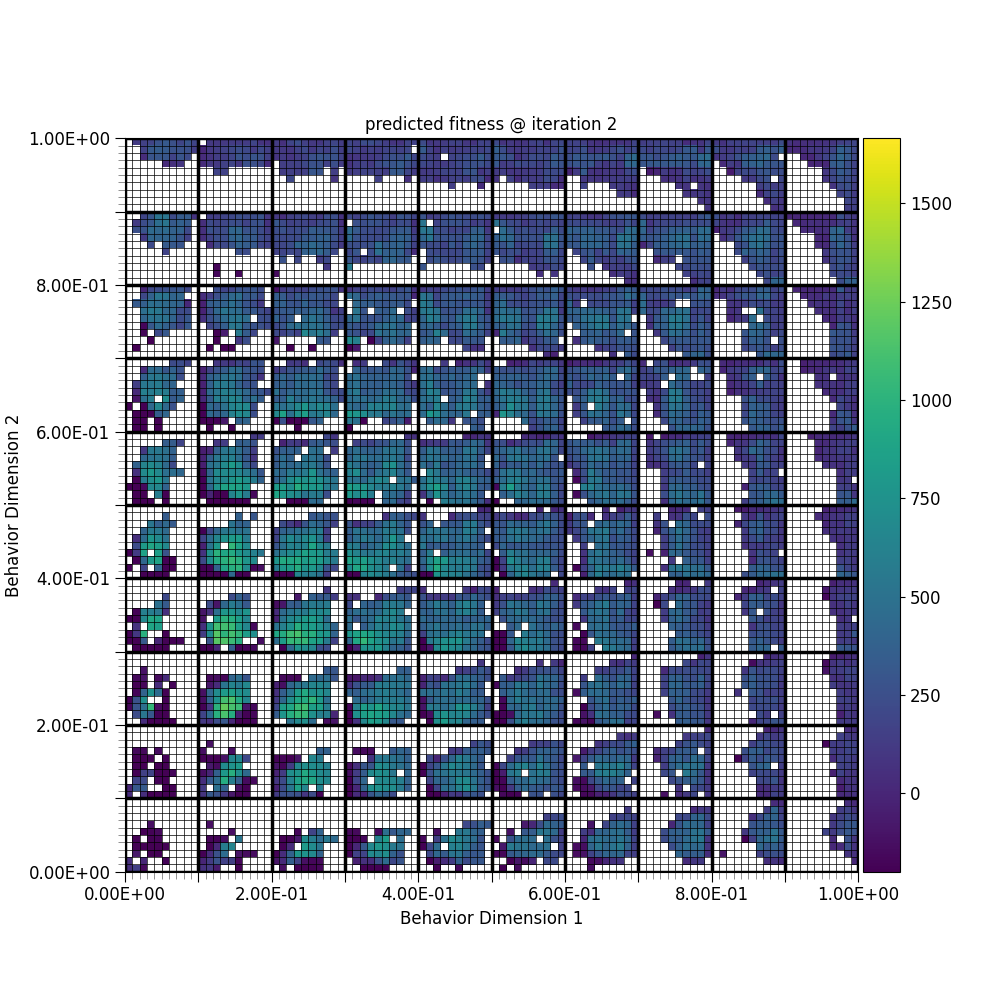 predicted fitness @ iteration 2
1.00E+00
8.00E-01
6.00E-01
4.00E-01
2.00E-01
0.00E+00
Behavior Dimension 2
0.00E+00 2.00E-01 4.00E-01 6.00E-01 8.00E-01 1.00E+00
Behavior Dimension 1
1500
1250
1000
750
500
250
0